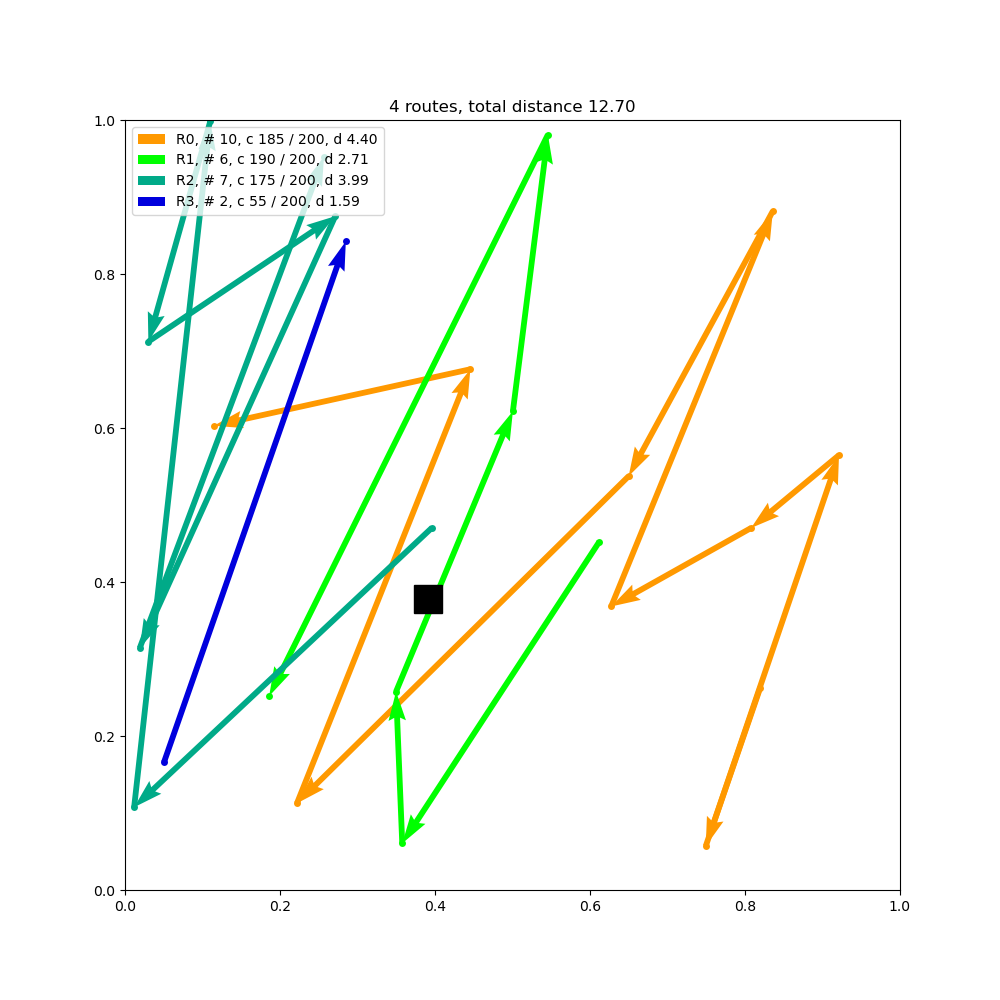 4 routes, total distance 12.70
1.0
R0, # 10, c 185 / 200, d 4.40
R1, # 6, c 190 / 200, d 2.71
R2, # 7, c 175 / 200, d 3.99
R3, # 2, c 55 / 200, d 1.59
0.8
0.6
0.4
0.2
0.0
0.0 0.2 0.4 0.6 0.8 1.0